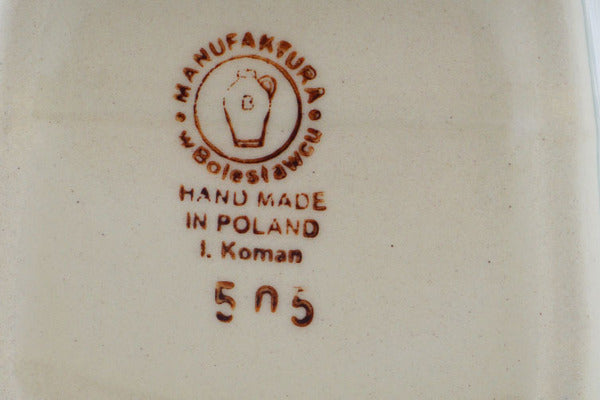 MANUFAKTURA
w Bolesławcu
B
HAND MADE
IN POLAND
I. Koman
505